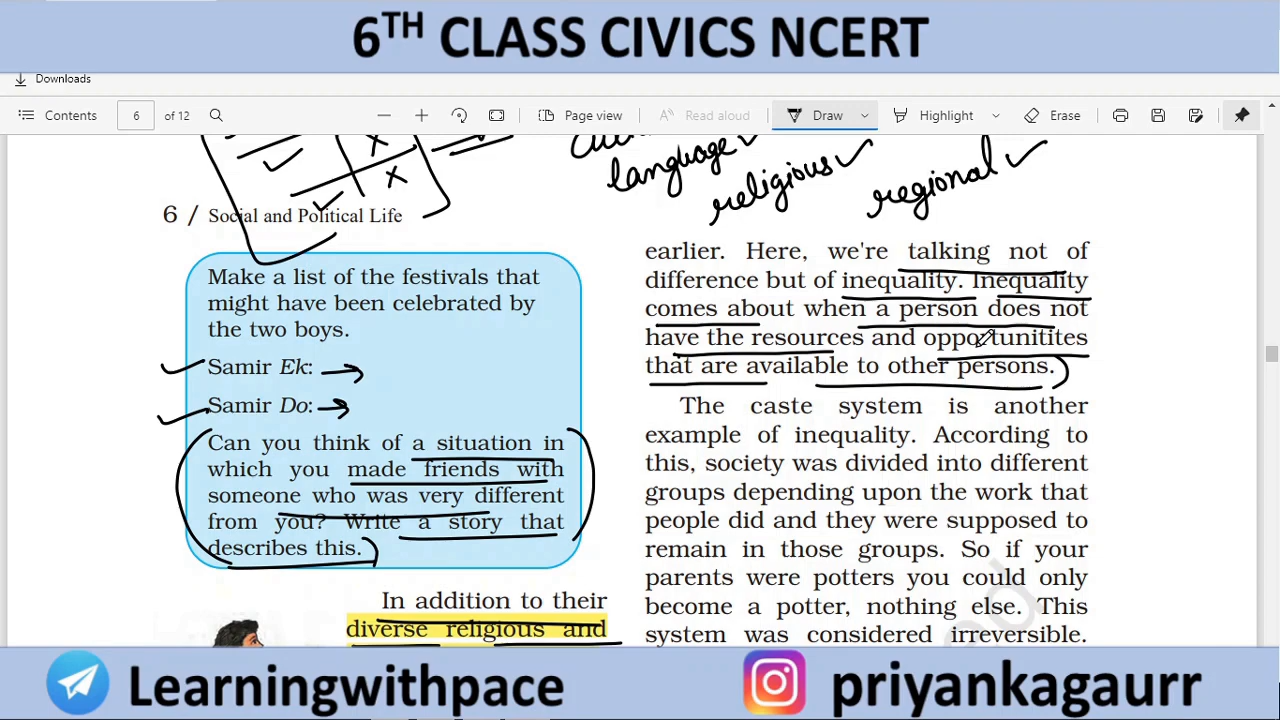 6TH CLASS CIVICS NCERT
Downloads
Contents
6
of 12
Page view
Read aloud
Draw
Highlight
Erase
language
religious
regional
6 / Social and Political Life
Make a list of the festivals that
might have been celebrated by
the two boys.
Samir Ek:
Samir Do:
Can you think of a situation in
which you made friends with
someone who was very different
from you? Write a story that
describes this.
In addition to their
diverse religious and
earlier. Here, we're talking not of
difference but of inequality. Inequality
comes about when a person does not
have the resources and opportunitites
that are available to other persons.
The caste system is another
example of inequality. According to
this, society was divided into different
groups depending upon the work that
people did and they were supposed to
remain in those groups. So if your
parents were potters you could only
become a potter, nothing else. This
system was considered irreversible.
Learningwithpace
priyankagaurr